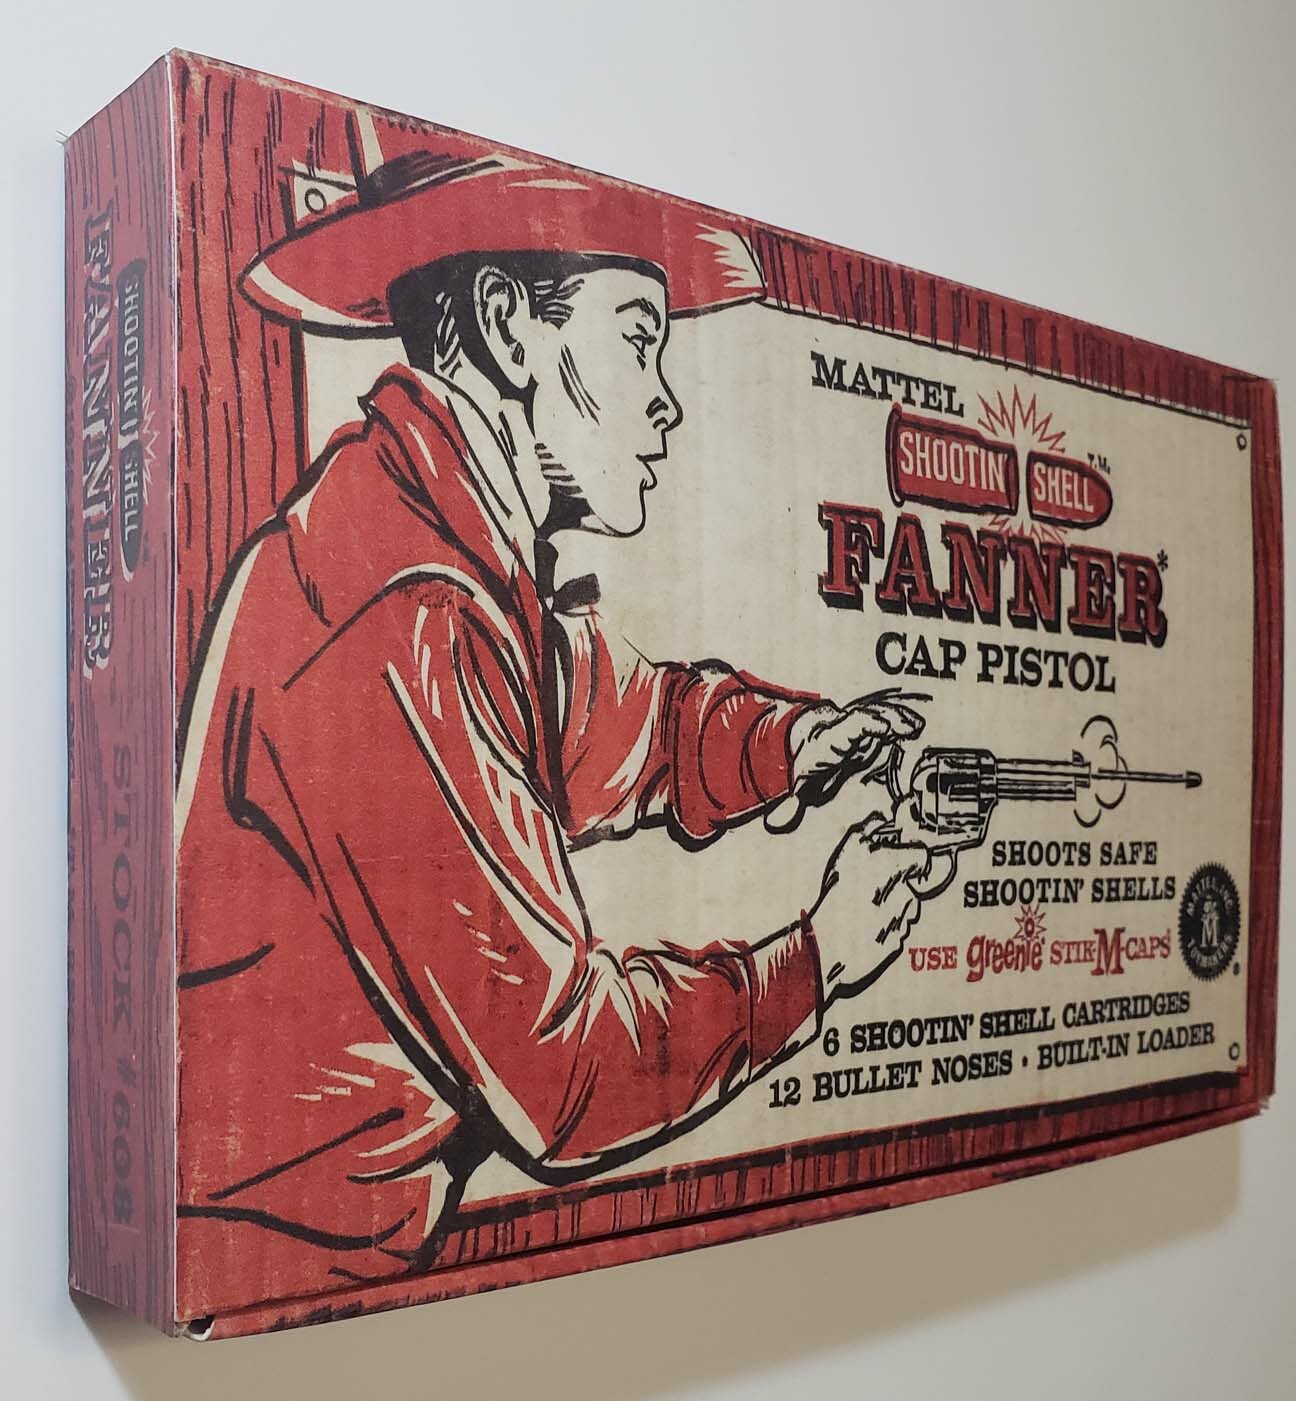 MATTEL
SHOOTIN' SHELL T.M.
FANNER*
CAP PISTOL
SHOOTS SAFE
SHOOTIN' SHELLS
USE greenie STIK-M-CAPS
6 SHOOTIN' SHELL CARTRIDGES
12 BULLET NOSES • BUILT-IN LOADER
M
SHOOTIN' SHELL
FANNER
STOCK #608